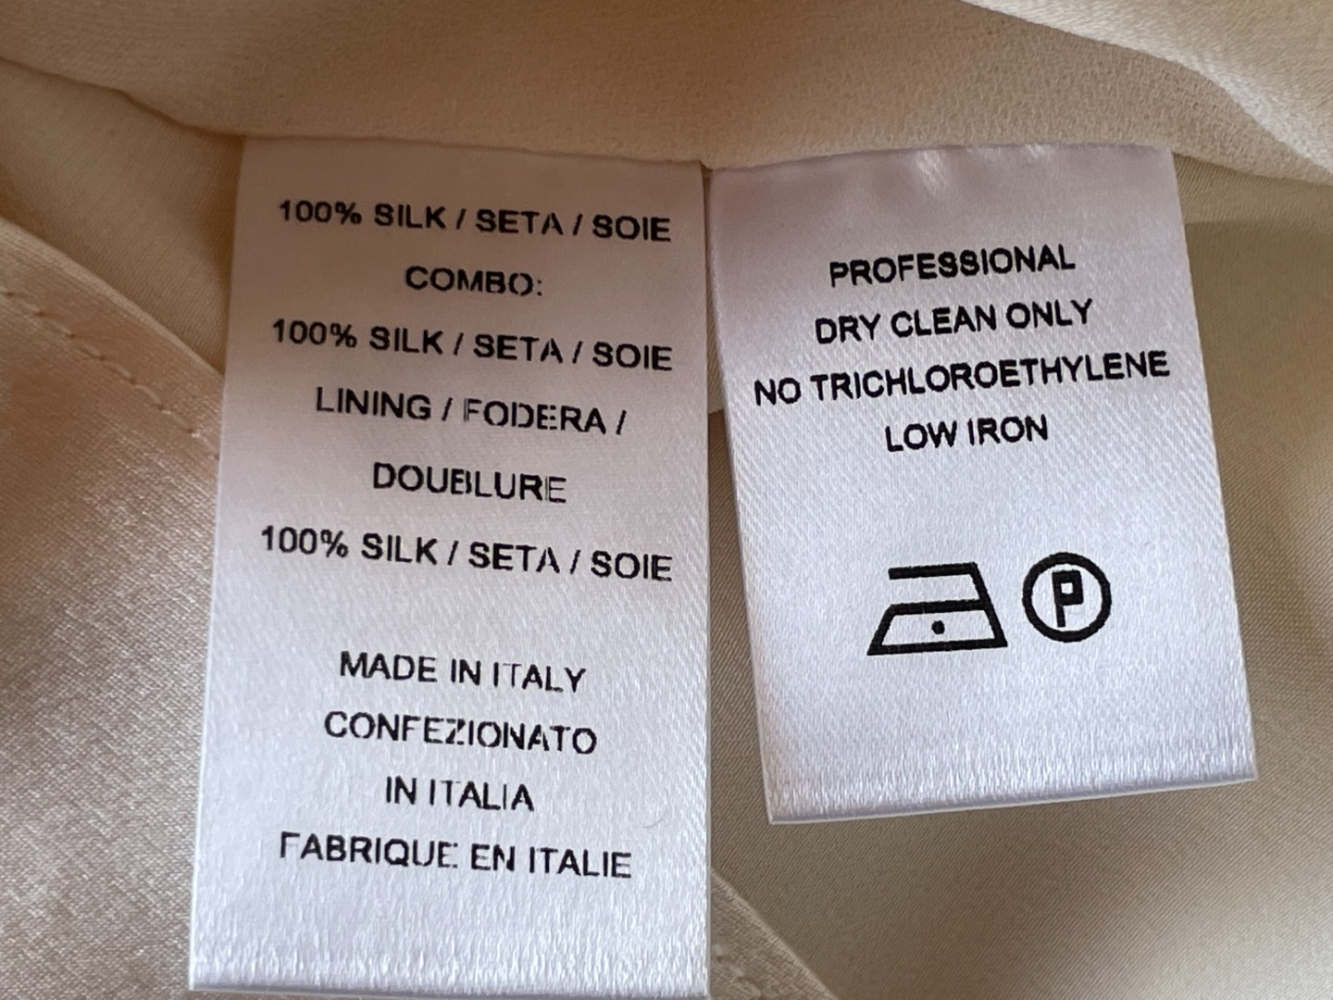 100% SILK / SETA / SOIE
COMBO:
100% SILK / SETA / SOIE
LINING / FODERA /
DOUBLURE
100% SILK / SETA / SOIE
MADE IN ITALY
CONFEZIONATO
IN ITALIA
FABRIQUE EN ITALIE
PROFESSIONAL
DRY CLEAN ONLY
NO TRICHLOROETHYLENE
LOW IRON
P